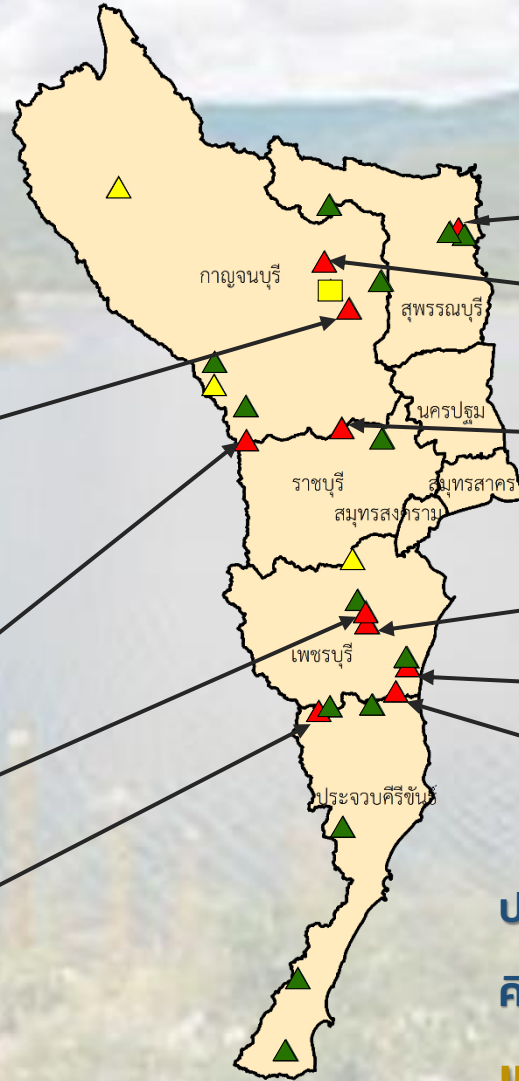 กาญจนบุรี
สุพรรณบุรี
นครปฐม
ราชบุรี
สมุทรสาคร
สมุทรสงคราม
เพชรบุรี
ประจวบคีรีขันธ์